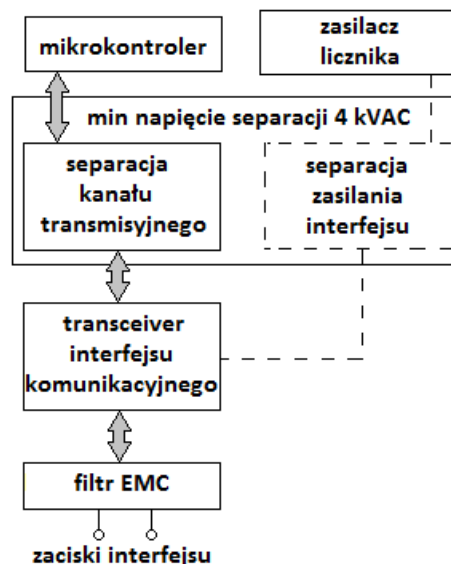 mikrokontroler
zasilacz
licznika
min napięcie separacji 4 kVAC
separacja
kanału
transmisyjnego
separacja
zasilania
interfejsu
transceiver
interfejsu
komunikacyjnego
filtr EMC
zaciski interfejsu